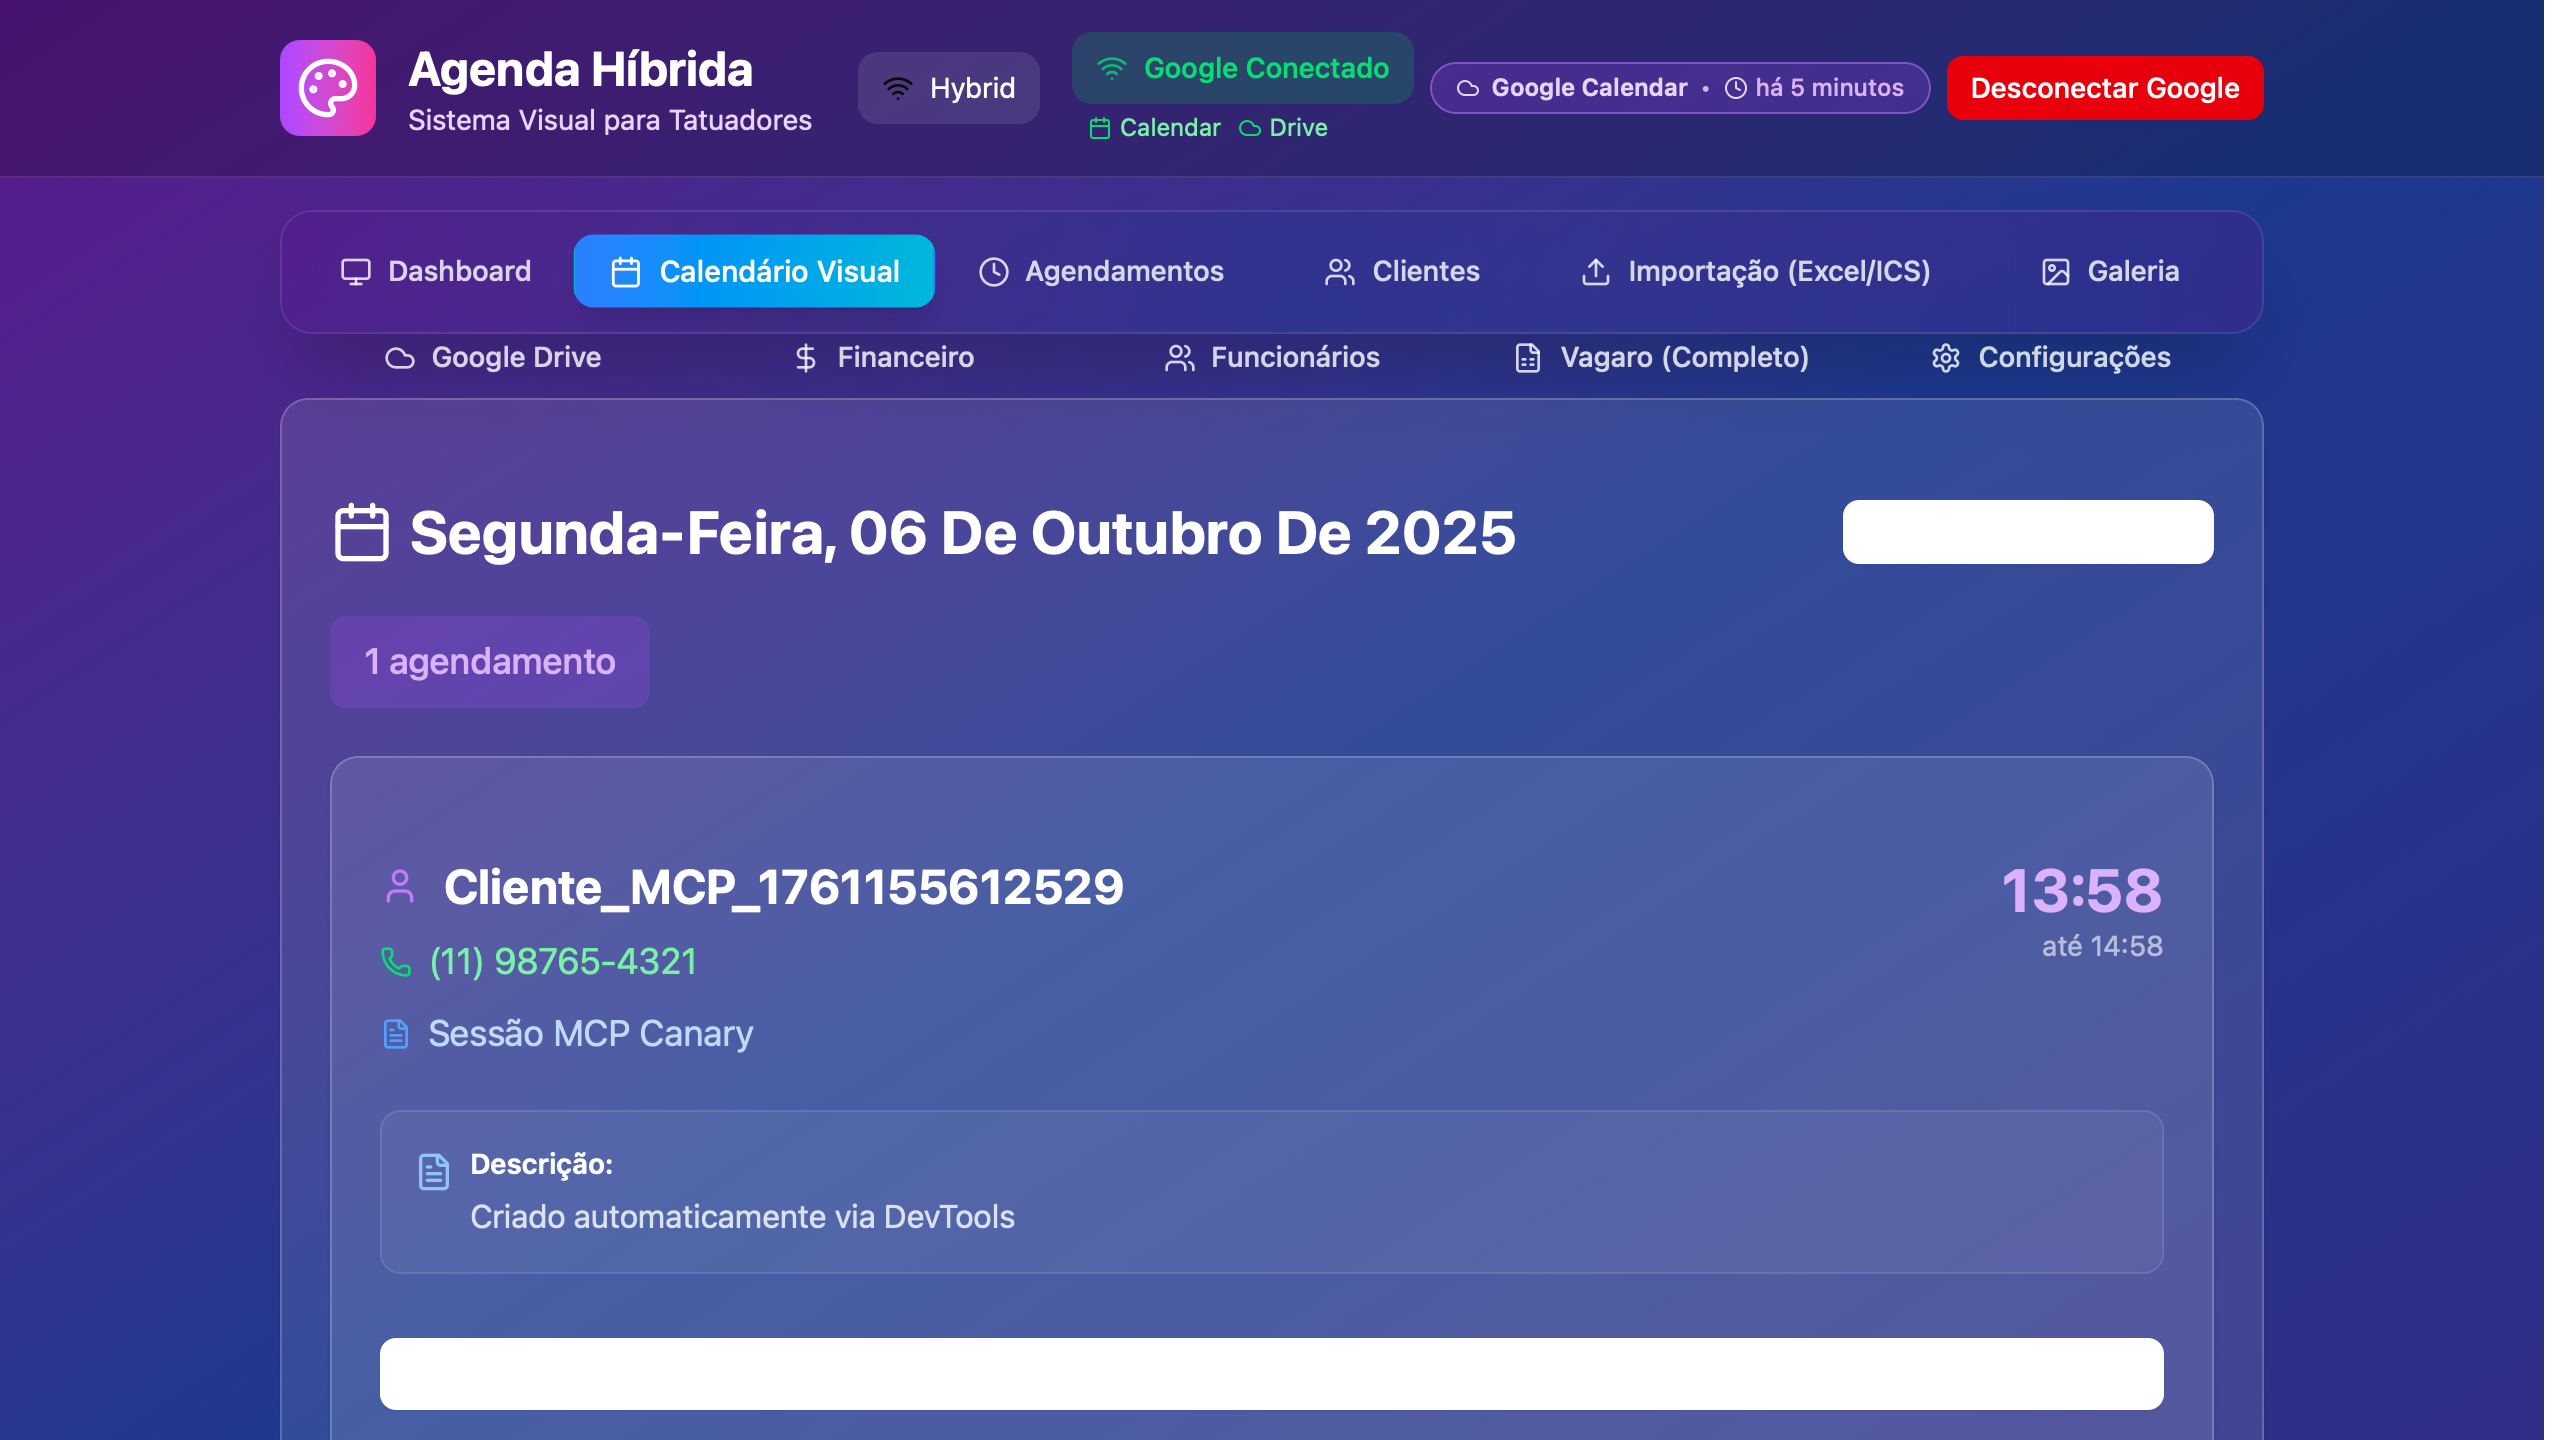 Agenda Híbrida
Sistema Visual para Tatuadores
Hybrid
Google Conectado
Calendar Drive
Google Calendar • há 5 minutos
Desconectar Google
Dashboard
Calendário Visual
Agendamentos
Clientes
Importação (Excel/ICS)
Galeria
Google Drive
Financeiro
Funcionários
Vagaro (Completo)
Configurações
Segunda-Feira, 06 De Outubro De 2025
1 agendamento
Cliente_MCP_1761155612529
13:58
até 14:58
(11) 98765-4321
Sessão MCP Canary
Descrição:
Criado automaticamente via DevTools